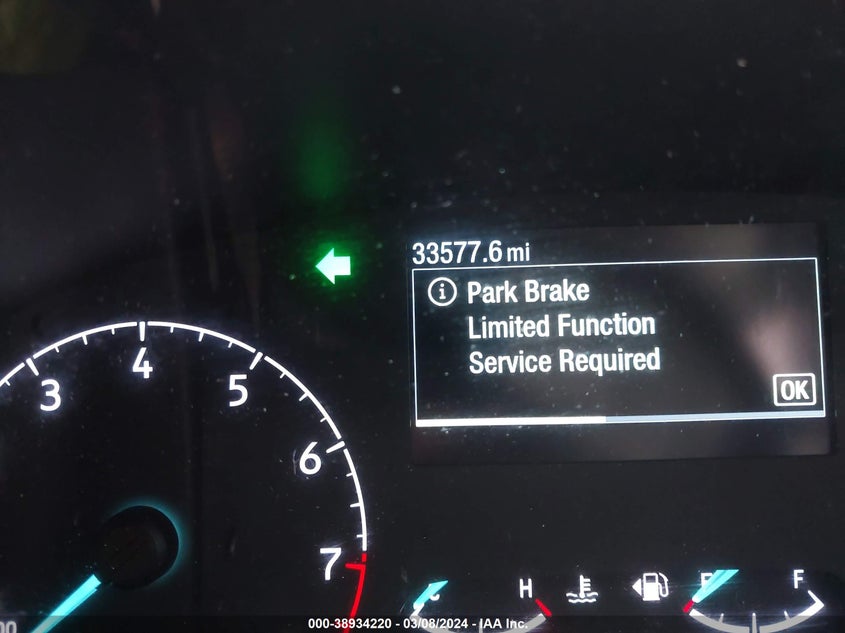 33577.6 mi
Park Brake
Limited Function
Service Required
OK
3
4
5
6
7
H
F
000-38934220 - 03/08/2024 - IAA Inc.